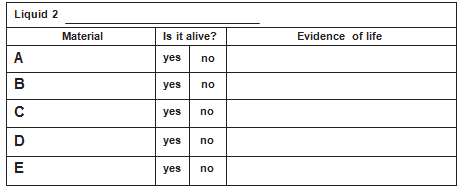 Liquid 2
Material Is it alive? Evidence of life
A yes no
B yes no
C yes no
D yes no
E yes no